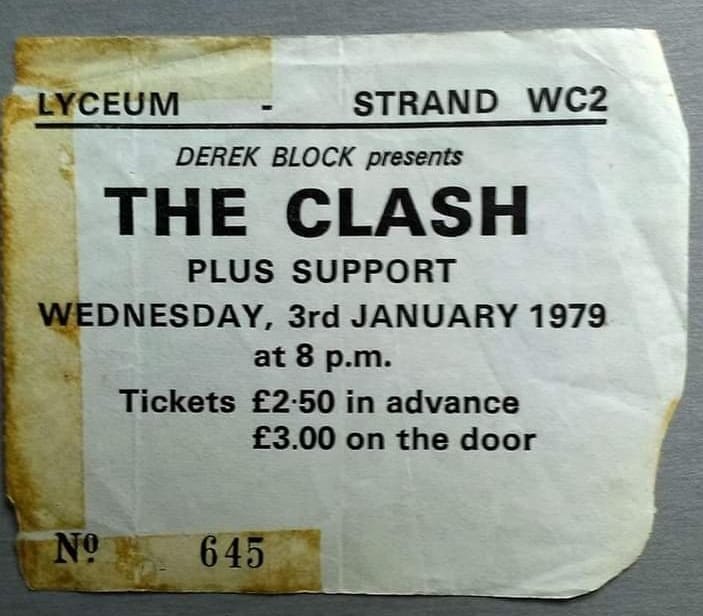 LYCEUM - STRAND WC2
DEREK BLOCK presents
THE CLASH
PLUS SUPPORT
WEDNESDAY, 3rd JANUARY 1979
at 8 p.m.
Tickets £2·50 in advance
£3.00 on the door
Nº 645